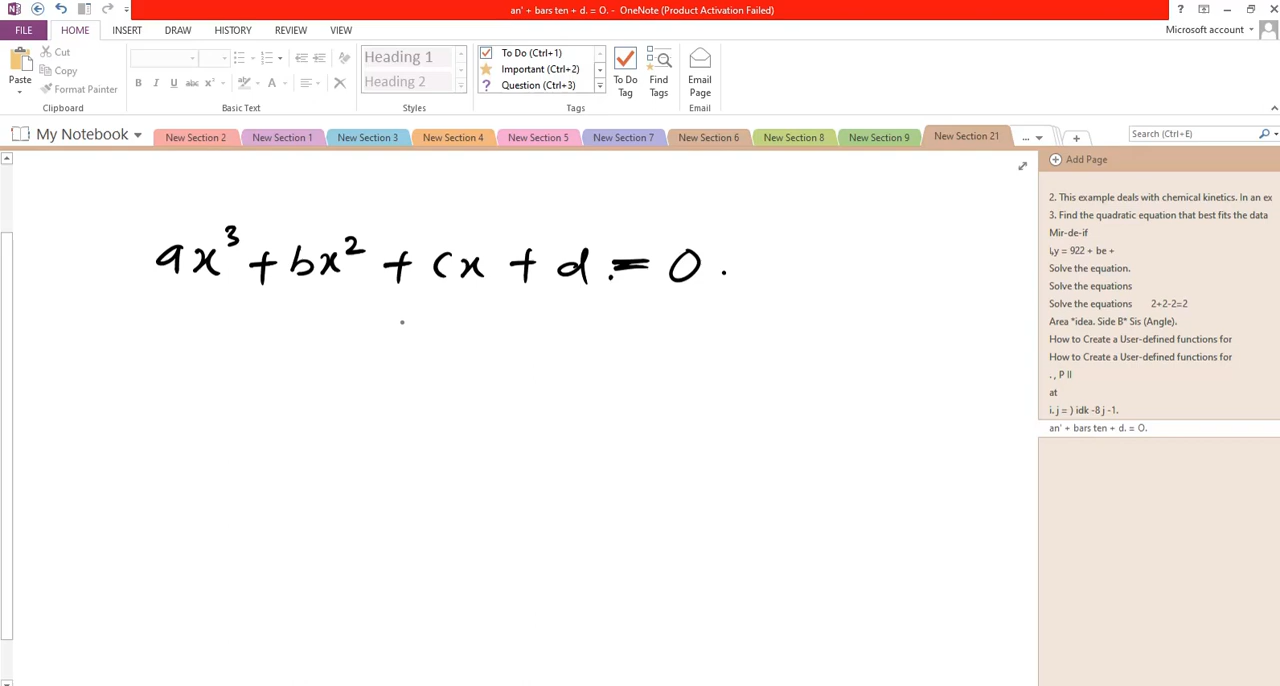 an' + bars ten + d. = O. - OneNote (Product Activation Failed)
?
FILE HOME INSERT DRAW HISTORY REVIEW VIEW
Microsoft account
Paste
Cut
Copy
Format Painter
Clipboard
B I U abc x² A
Basic Text
Heading 1
Heading 2
Styles
To Do (Ctrl+1)
Important (Ctrl+2)
? Question (Ctrl+3)
To Do Tag
Find Tags
Tags
Email Page
Email
My Notebook
New Section 2 New Section 1 New Section 3 New Section 4 New Section 5 New Section 7 New Section 6 New Section 8 New Section 9 New Section 21 ...
Search (Ctrl+E)
ax³ + bx² + cx + d = 0.
Add Page
2. This example deals with chemical kinetics. In an ex
3. Find the quadratic equation that best fits the data
Mir-de-if
i,y = 922 + be +
Solve the equation.
Solve the equations
Solve the equations 2+2-2=2
Area *idea. Side B* Sis (Angle).
How to Create a User-defined functions for
How to Create a User-defined functions for
. , P II
at
i. j = ) idk -8 j -1.
an' + bars ten + d. = O.